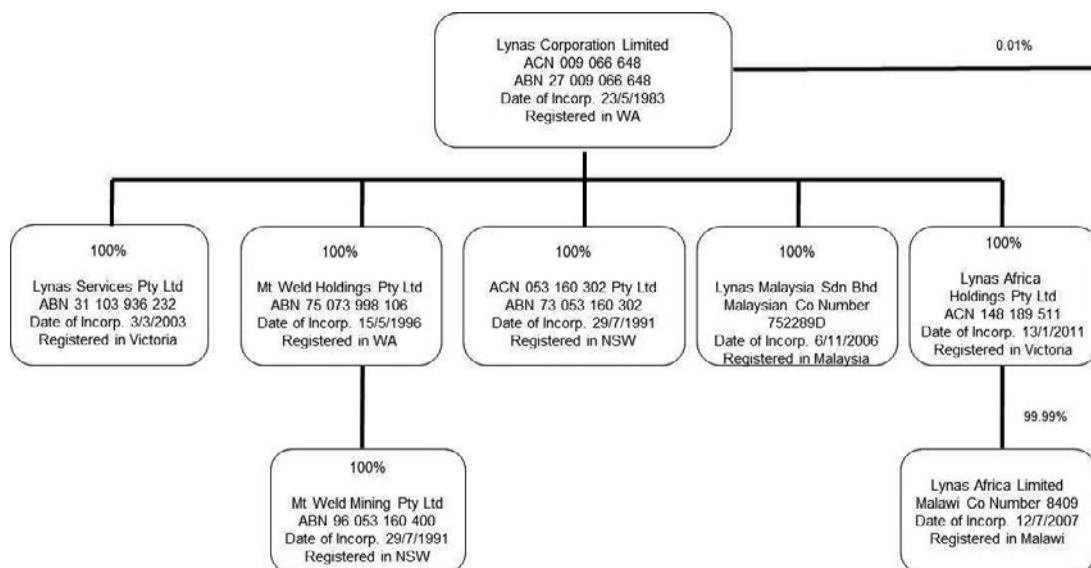 Lynas Corporation Limited
ACN 009 066 648
ABN 27 009 066 648
Date of Incorp. 23/5/1983
Registered in WA
0.01%
100%
Lynas Services Pty Ltd
ABN 31 103 936 232
Date of Incorp. 3/3/2003
Registered in Victoria
100%
Mt Weld Holdings Pty Ltd
ABN 75 073 998 106
Date of Incorp. 15/5/1996
Registered in WA
100%
ACN 053 160 302 Pty Ltd
ABN 73 053 160 302
Date of Incorp. 29/7/1991
Registered in NSW
100%
Lynas Malaysia Sdn Bhd
Malaysian Co Number
752289D
Date of Incorp. 6/11/2006
Registered in Malaysia
100%
Lynas Africa
Holdings Pty Ltd
ACN 148 189 511
Date of Incorp. 13/1/2011
Registered in Victoria
99.99%
100%
Mt Weld Mining Pty Ltd
ABN 96 053 160 400
Date of Incorp. 29/7/1991
Registered in NSW
Lynas Africa Limited
Malawi Co Number 8409
Date of Incorp. 12/7/2007
Registered in Malawi